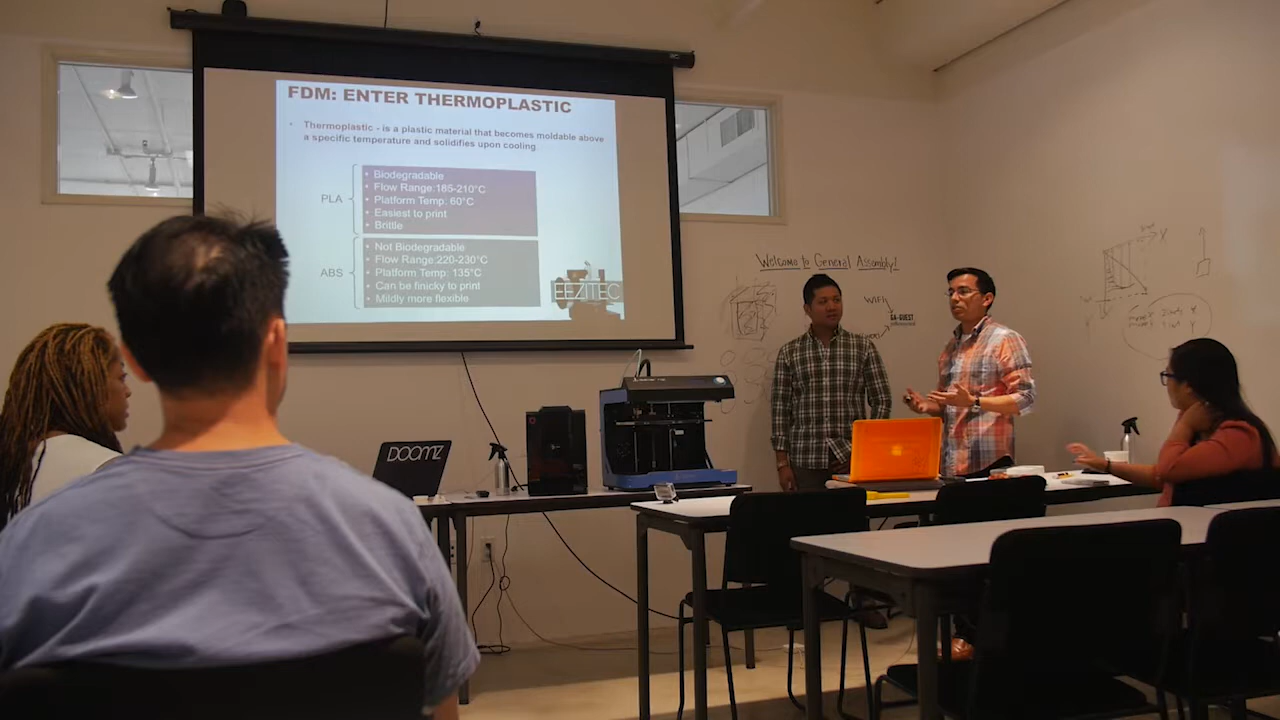 FDM: ENTER THERMOPLASTIC
• Thermoplastic - is a plastic material that becomes moldable above
a specific temperature and solidifies upon cooling.
PLA
• Biodegradable
• Flow Range:185-210°C
• Platform Temp: 60°C
• Easiest to print
• Brittle
ABS
• Not Biodegradable
• Flow Range:220-230°C
• Platform Temp: 135°C
• Can be finicky to print
• Mildly more flexible
EEZITEC
Welcome to General Assembly!
WiFi
GA-GUEST
DOOMZ
X